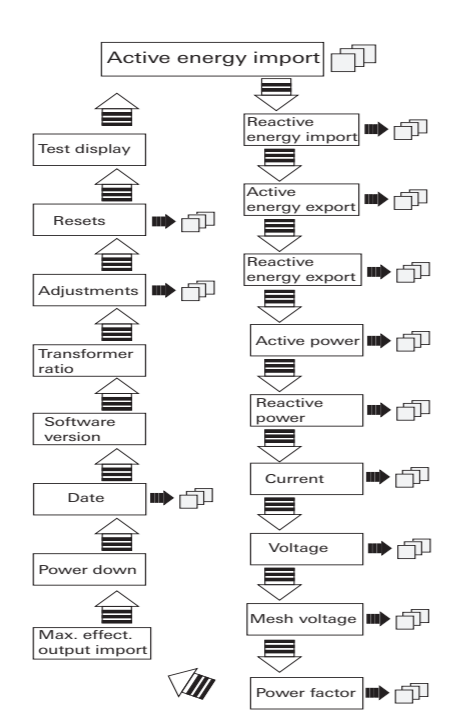 Active energy import
Reactive
energy import
Active
energy export
Reactive
energy export
Active power
Reactive
power
Current
Voltage
Mesh voltage
Power factor
Max. effect.
output import
Power down
Date
Software
version
Transformer
ratio
Adjustments
Resets
Test display